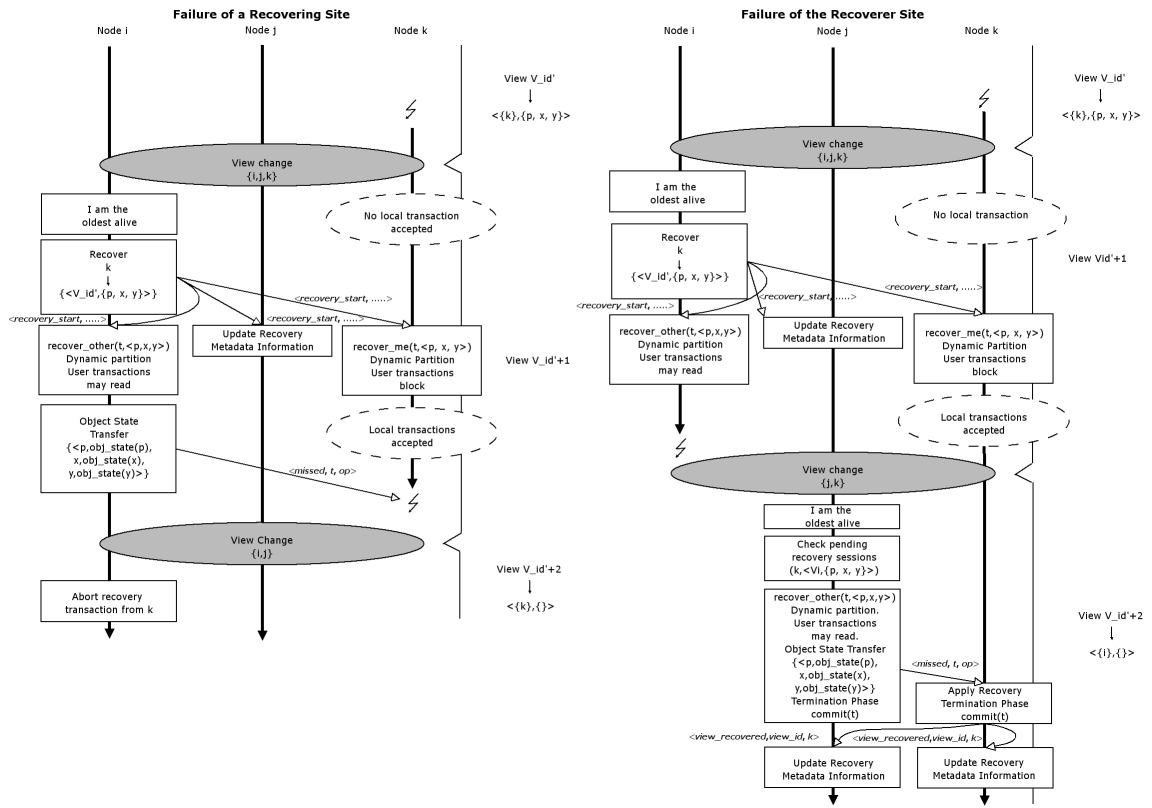 Failure of a Recovering Site
Node i
Node j
Node k
View V_id'
<{k},{p, x, y}>
View change
{i,j,k}
I am the
oldest alive
No local transaction
accepted
Recover
k
{<V_id',{p, x, y}>}
<recovery_start, .....>
<recovery_start, .....>
<recovery_start, .....>
recover_other(t,<p,x,y>)
Dynamic partition
User transactions
may read
Update Recovery
Metadata Information
recover_me(t,<p, x, y>)
Dynamic Partition
User transactions
block
View V_id'+1
Object State
Transfer
{<p,obj_state(p),
x,obj_state(x),
y,obj_state(y)>}
Local transactions
accepted
<missed, t, op>
View Change
{i,j}
View V_id'+2
<{k},{}>
Abort recovery
transaction from k
Failure of the Recoverer Site
Node i
Node j
Node k
View V_id'
<{k},{p, x, y}>
View change
{i,j,k}
I am the
oldest alive
No local transaction
Recover
k
{<V_id',{p, x, y}>}
View Vid'+1
<recovery_start, .....>
<recovery_start, .....>
<recovery_start, .....>
recover_other(t,<p,x,y>)
Dynamic partition
User transactions
may read
Update Recovery
Metadata Information
recover_me(t,<p, x, y>)
Dynamic Partition
User transactions
block
Local transactions
accepted
View change
{j,k}
I am the
oldest alive
Check pending
recovery sessions
(k,<Vi,{p, x, y}>)
recover_other(t,<p,x,y>)
Dynamic partition.
User transactions
may read.
Object State Transfer
{<p,obj_state(p),
x,obj_state(x),
y,obj_state(y)>}
Termination Phase
commit(t)
View V_id'+2
<{i},{}>
<missed, t, op>
Apply Recovery
Termination Phase
commit(t)
<view_recovered,view_id, k>
<view_recovered,view_id, k>
Update Recovery
Metadata Information
Update Recovery
Metadata Information